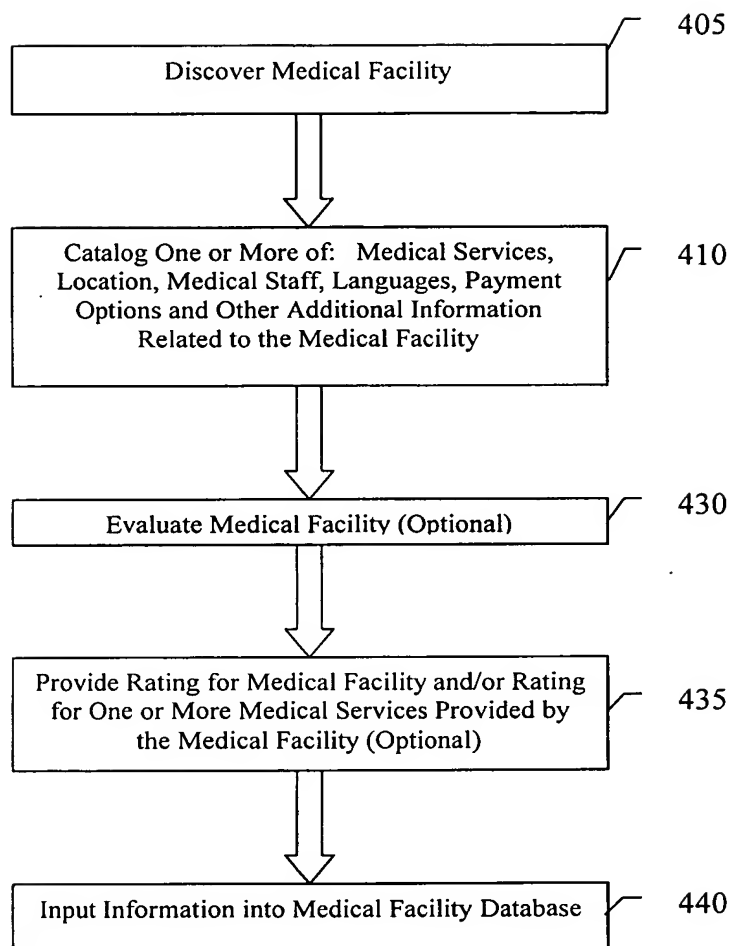 405
Discover Medical Facility
Catalog One or More of: Medical Services,
Location, Medical Staff, Languages, Payment
Options and Other Additional Information
Related to the Medical Facility
410
Evaluate Medical Facility (Optional)
430
Provide Rating for Medical Facility and/or Rating
for One or More Medical Services Provided by
the Medical Facility (Optional)
435
Input Information into Medical Facility Database
440